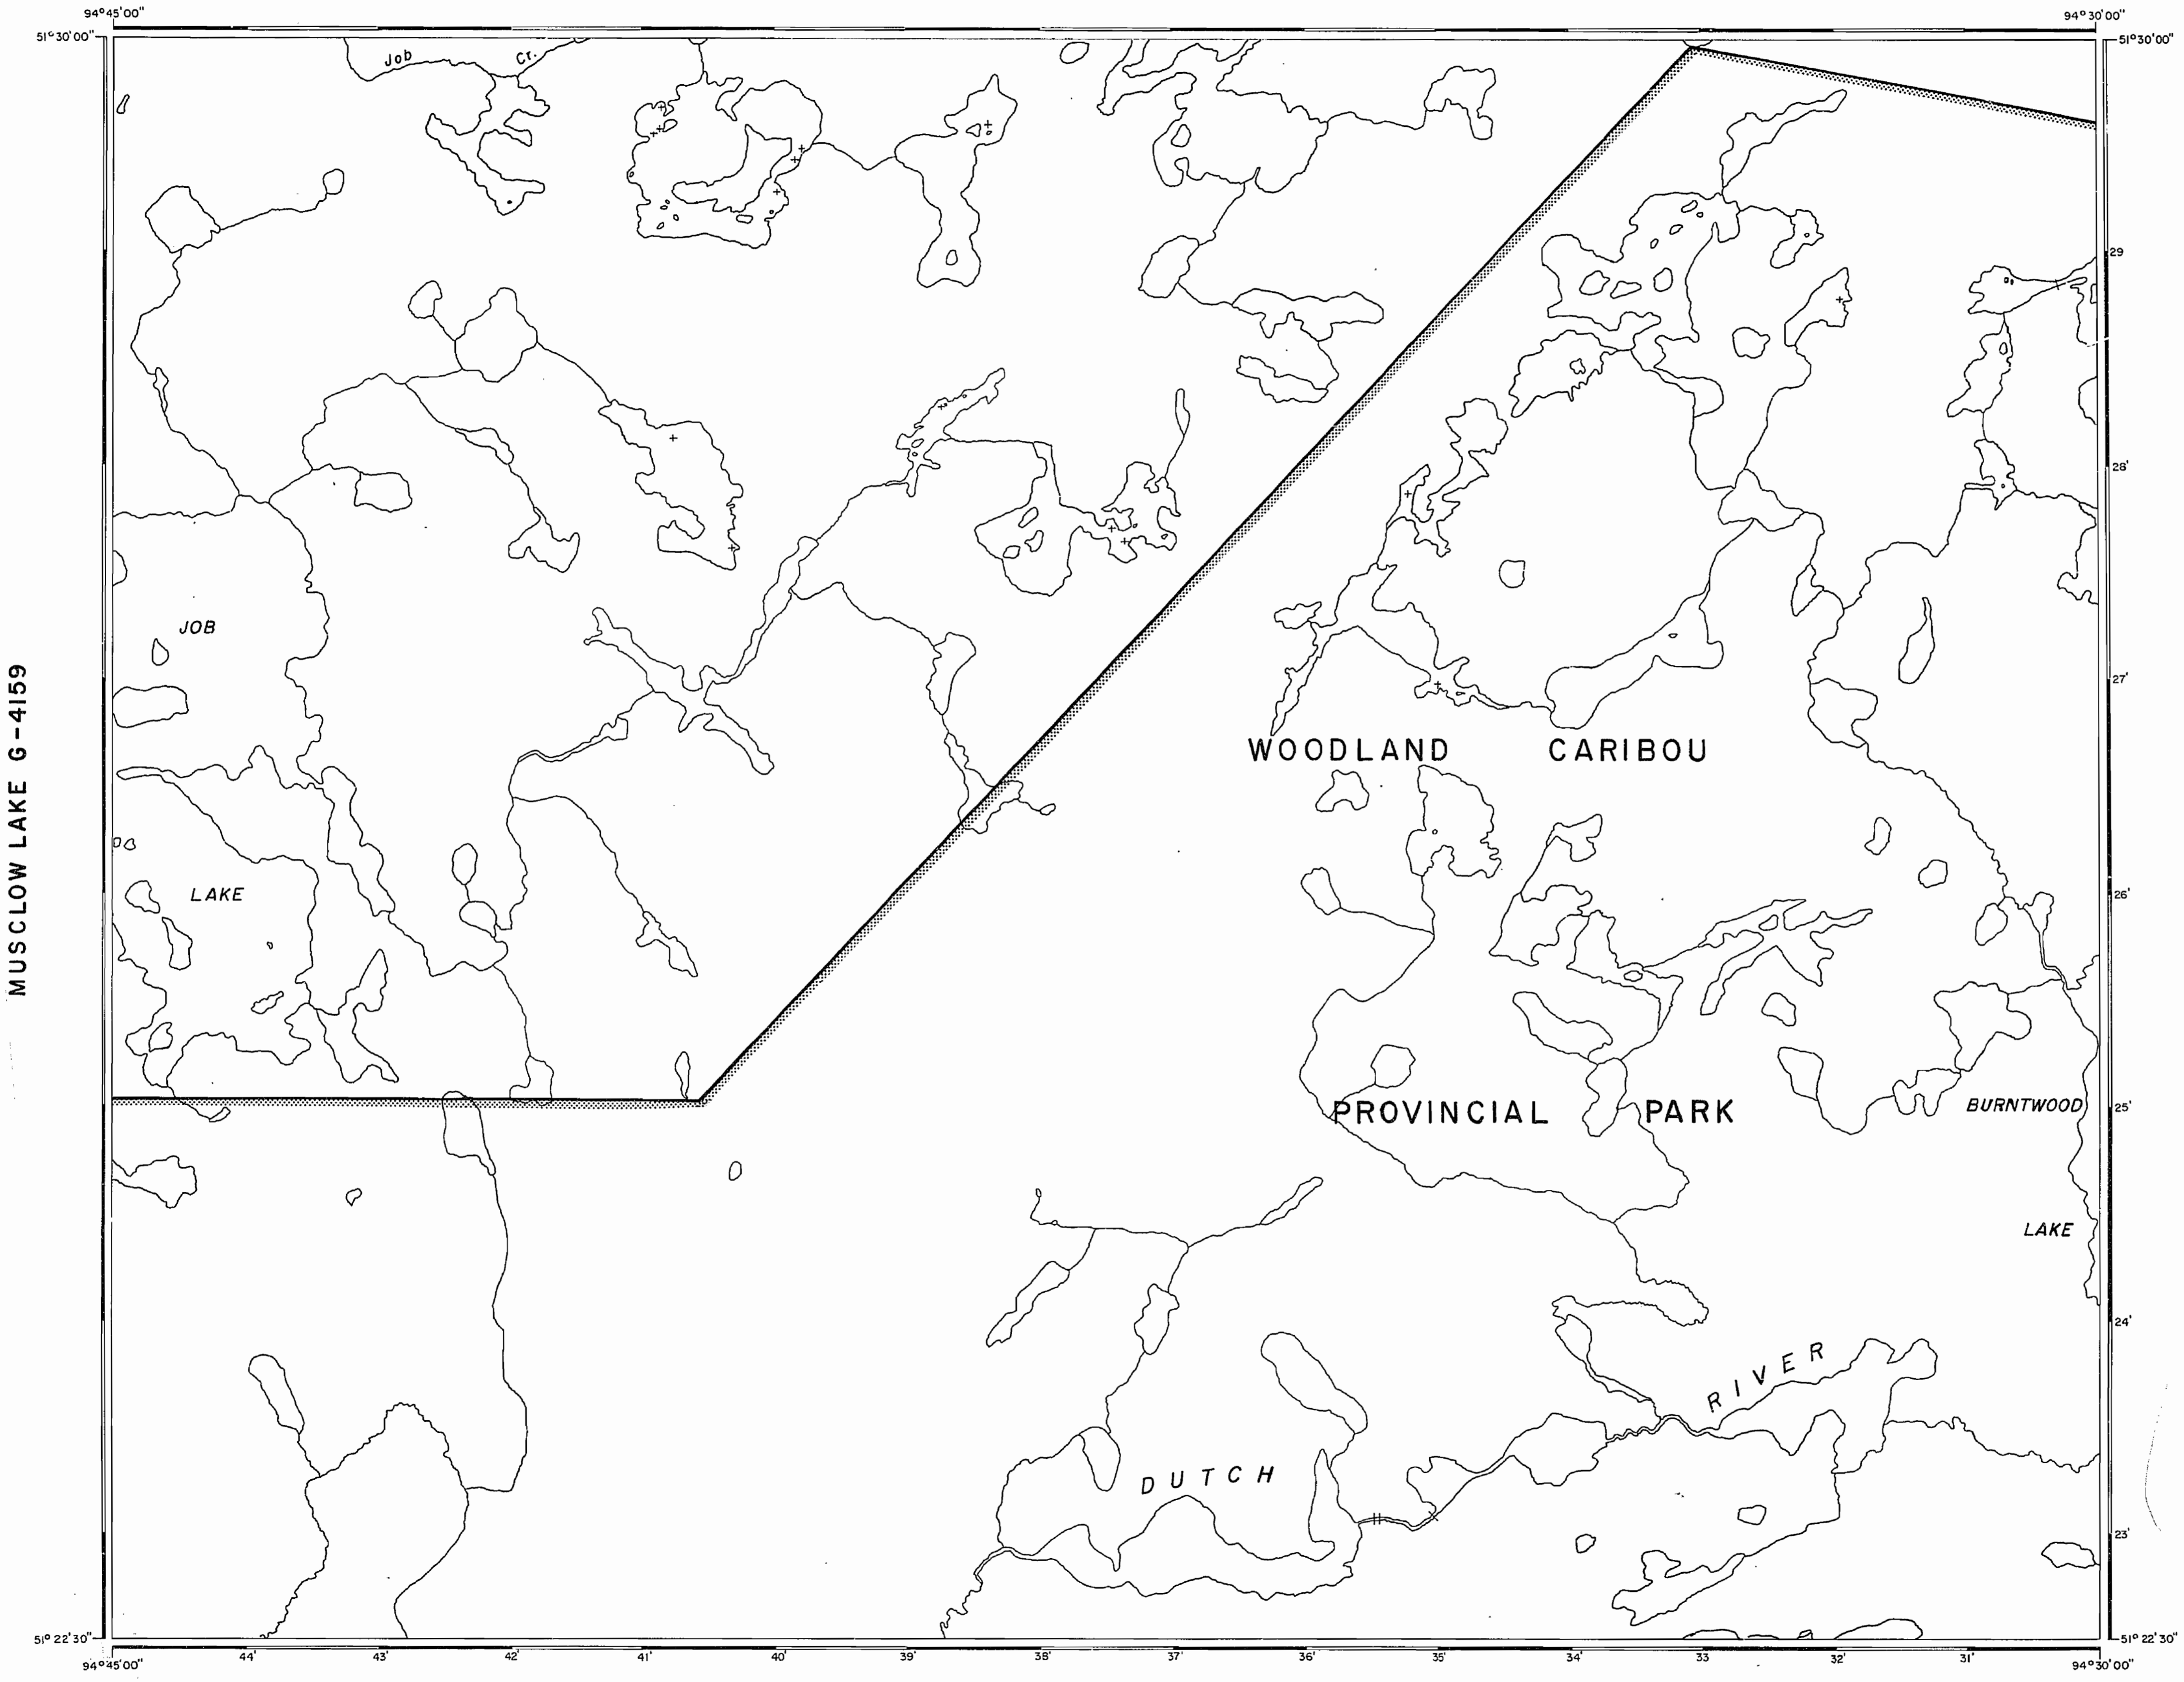 94°45'00"
94°30'00"
51°30'00"
51°30'00"
Job Cr.
29
28'
JOB
27'
MUSCLOW LAKE G-4159
WOODLAND CARIBOU
LAKE
26'
PROVINCIAL PARK
BURNTWOOD
25'
LAKE
24'
RIVER
DUTCH
23'
51°22'30"
51°22'30"
94°45'00"
44'
43'
42'
41'
40'
39'
38'
37'
36'
35'
34'
33
32'
31'
94°30'00"